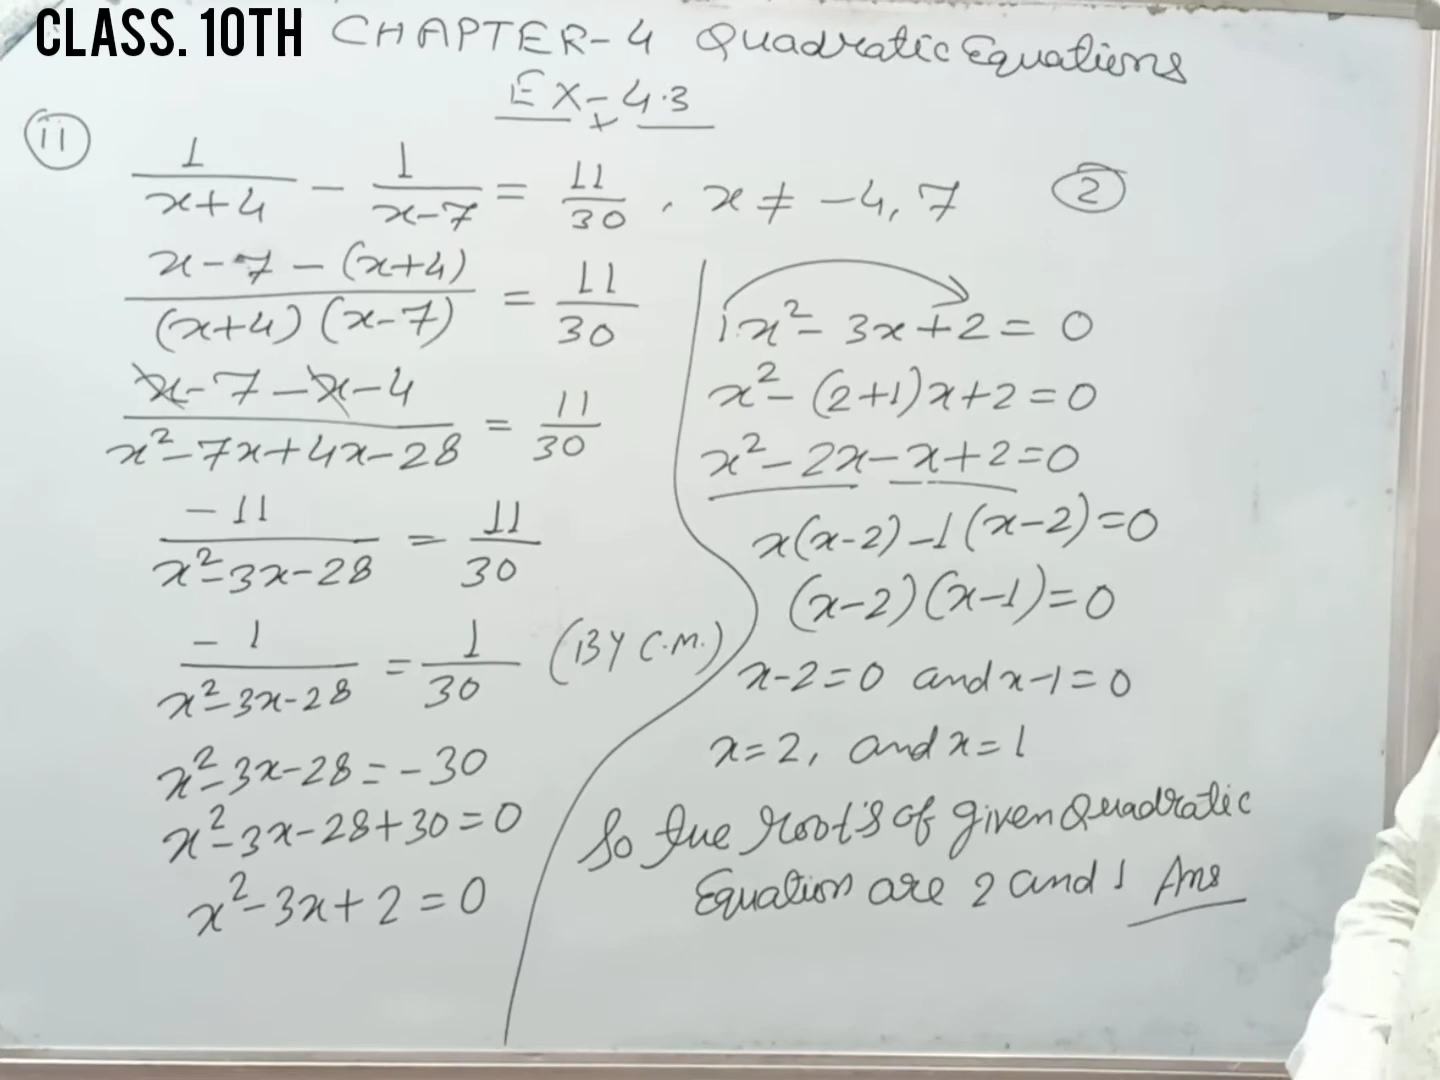 CLASS. 10TH CHAPTER-4 Quadratic Equations
EX-4.3
(ii) 1/(x+4) - 1/(x-7) = 11/30, x ≠ -4, 7 (2)
(x-7-(x+4))/((x+4)(x-7)) = 11/30
(x-7-x-4)/(x²-7x+4x-28) = 11/30
-11/(x²-3x-28) = 11/30
-1/(x²-3x-28) = 1/30 (BY C.M.)
x²-3x-28 = -30
x²-3x-28+30 = 0
x²-3x+2 = 0
1x²-3x+2 = 0
x²-(2+1)x+2 = 0
x²-2x-x+2=0
x(x-2)-1(x-2)=0
(x-2)(x-1)=0
x-2=0 and x-1=0
x=2, and x=1
So the root's of given Quadratic
Equation are 2 and 1 Ans